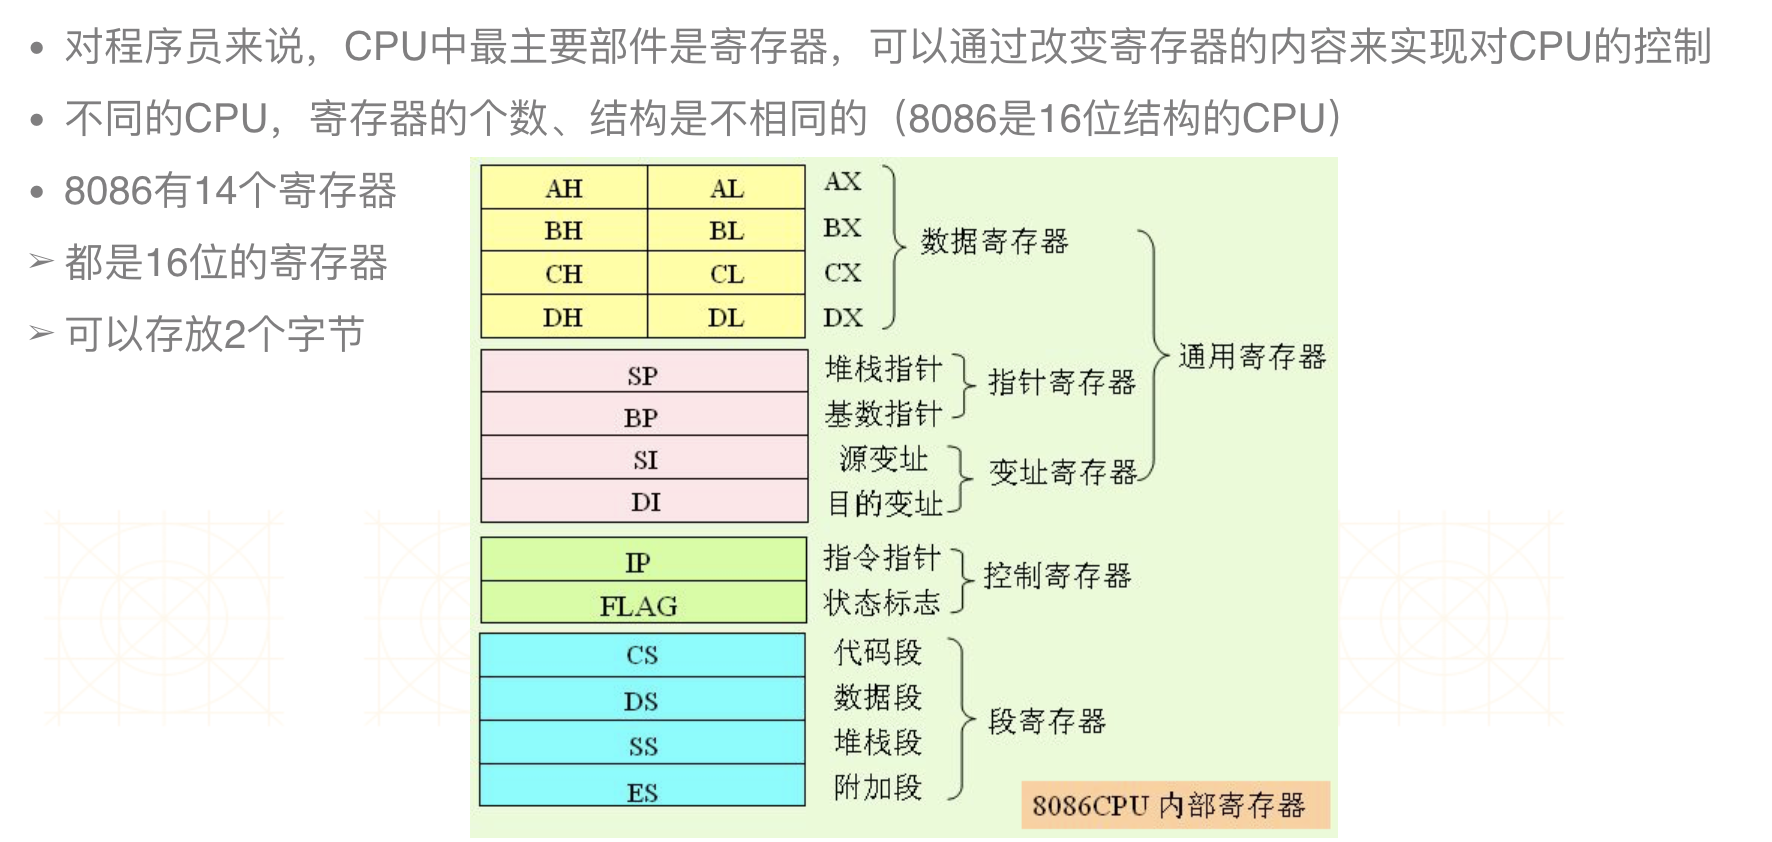 • 对程序员来说，CPU中最主要部件是寄存器，可以通过改变寄存器的内容来实现对CPU的控制
• 不同的CPU，寄存器的个数、结构是不相同的（8086是16位结构的CPU）
• 8086有14个寄存器
➢ 都是16位的寄存器
➢ 可以存放2个字节
AH AL AX
BH BL BX
数据寄存器
CH CL CX
DH DL DX
SP 堆栈指针
指针寄存器
BP 基数指针
通用寄存器
SI 源变址
变址寄存器
DI 目的变址
IP 指令指针
控制寄存器
FLAG 状态标志
CS 代码段
DS 数据段
段寄存器
SS 堆栈段
ES 附加段
8086CPU 内部寄存器